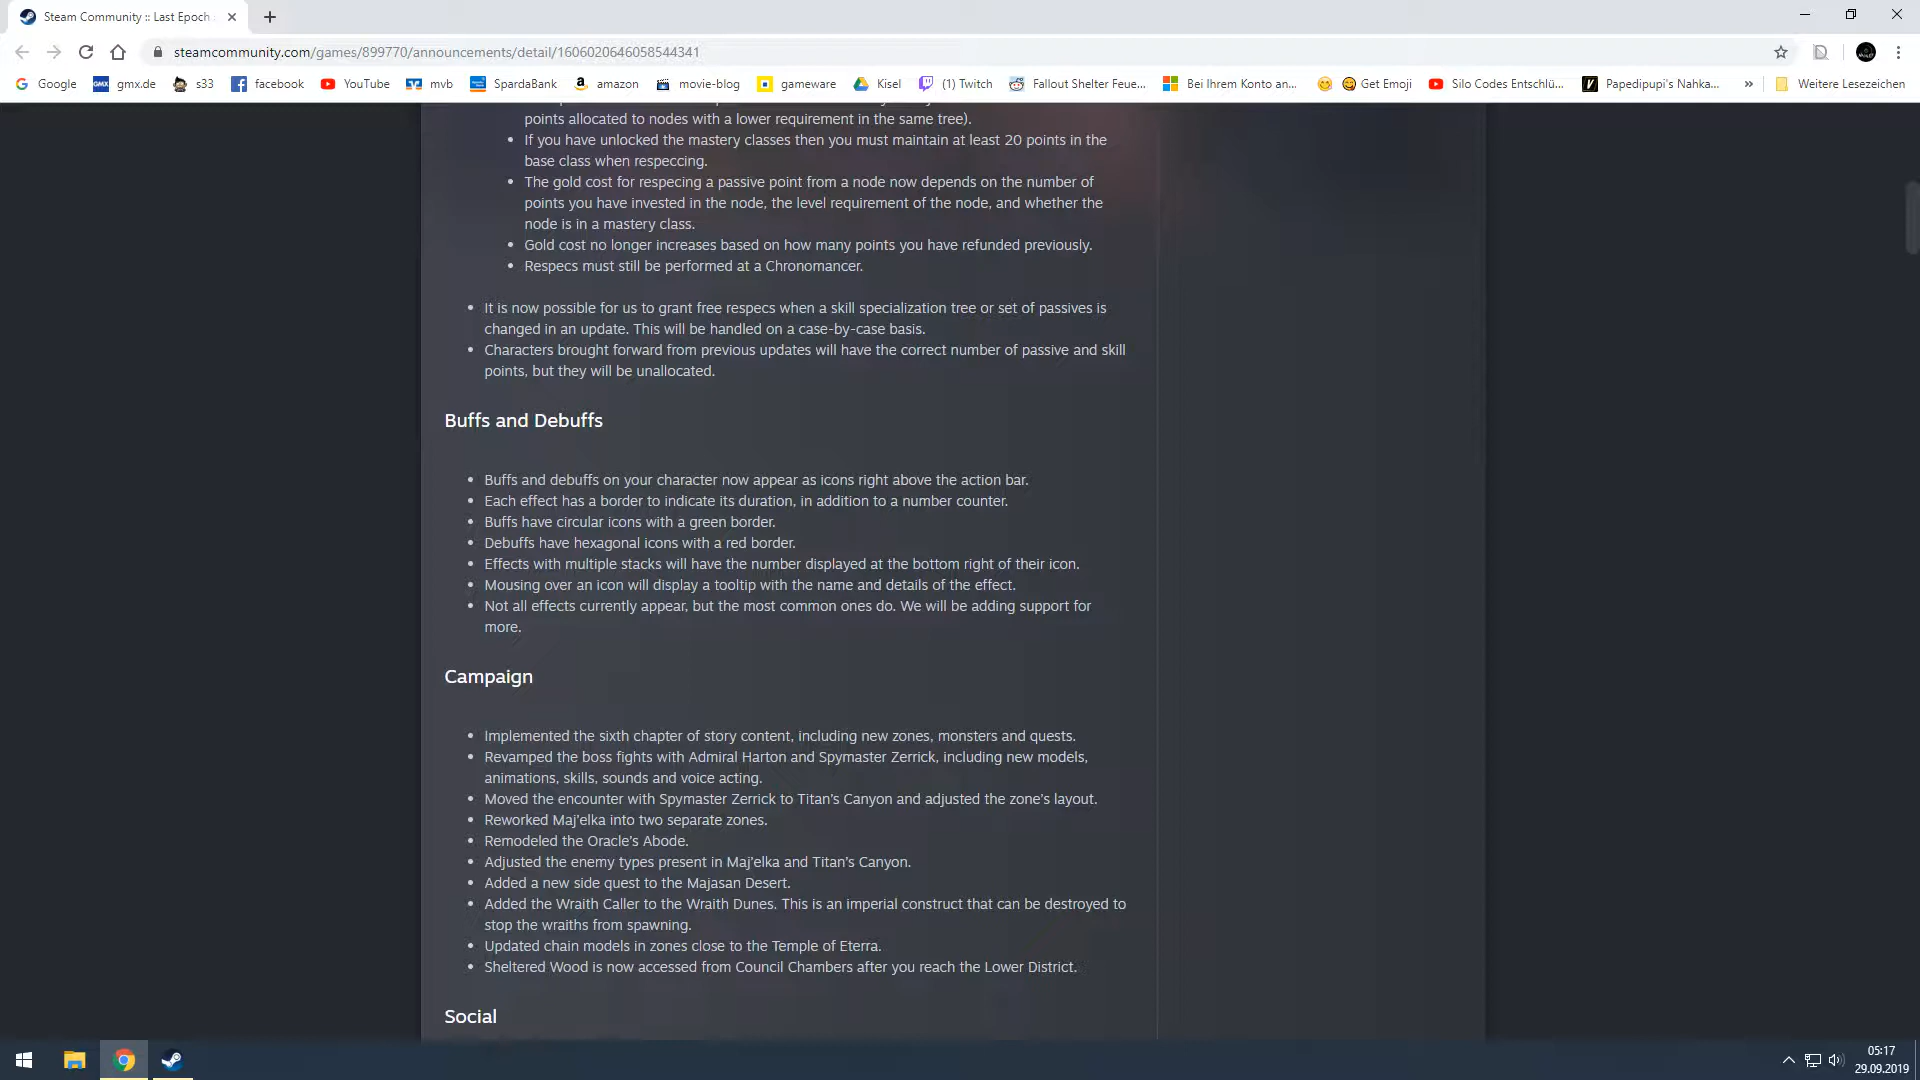 Steam Community :: Last Epoch
steamcommunity.com/games/899770/announcements/detail/1606020646058544341
Google gmx.de s33 facebook YouTube mvb SpardaBank amazon movie-blog gameware Kisel (1) Twitch Fallout Shelter Feue... Bei Ihrem Konto an... Get Emoji Silo Codes Entschlü... Papedipupi's Nahka... » Weitere Lesezeichen
points allocated to nodes with a lower requirement in the same tree).
• If you have unlocked the mastery classes then you must maintain at least 20 points in the
base class when respeccing.
• The gold cost for respecing a passive point from a node now depends on the number of
points you have invested in the node, the level requirement of the node, and whether the
node is in a mastery class.
• Gold cost no longer increases based on how many points you have refunded previously.
• Respecs must still be performed at a Chronomancer.
• It is now possible for us to grant free respecs when a skill specialization tree or set of passives is
changed in an update. This will be handled on a case-by-case basis.
• Characters brought forward from previous updates will have the correct number of passive and skill
points, but they will be unallocated.
Buffs and Debuffs
• Buffs and debuffs on your character now appear as icons right above the action bar.
• Each effect has a border to indicate its duration, in addition to a number counter.
• Buffs have circular icons with a green border.
• Debuffs have hexagonal icons with a red border.
• Effects with multiple stacks will have the number displayed at the bottom right of their icon.
• Mousing over an icon will display a tooltip with the name and details of the effect.
• Not all effects currently appear, but the most common ones do. We will be adding support for
more.
Campaign
• Implemented the sixth chapter of story content, including new zones, monsters and quests.
• Revamped the boss fights with Admiral Harton and Spymaster Zerrick, including new models,
animations, skills, sounds and voice acting.
• Moved the encounter with Spymaster Zerrick to Titan's Canyon and adjusted the zone's layout.
• Reworked Maj'elka into two separate zones.
• Remodeled the Oracle's Abode.
• Adjusted the enemy types present in Maj'elka and Titan's Canyon.
• Added a new side quest to the Majasan Desert.
• Added the Wraith Caller to the Wraith Dunes. This is an imperial construct that can be destroyed to
stop the wraiths from spawning.
• Updated chain models in zones close to the Temple of Eterra.
• Sheltered Wood is now accessed from Council Chambers after you reach the Lower District.
Social
05:17
29.09.2019